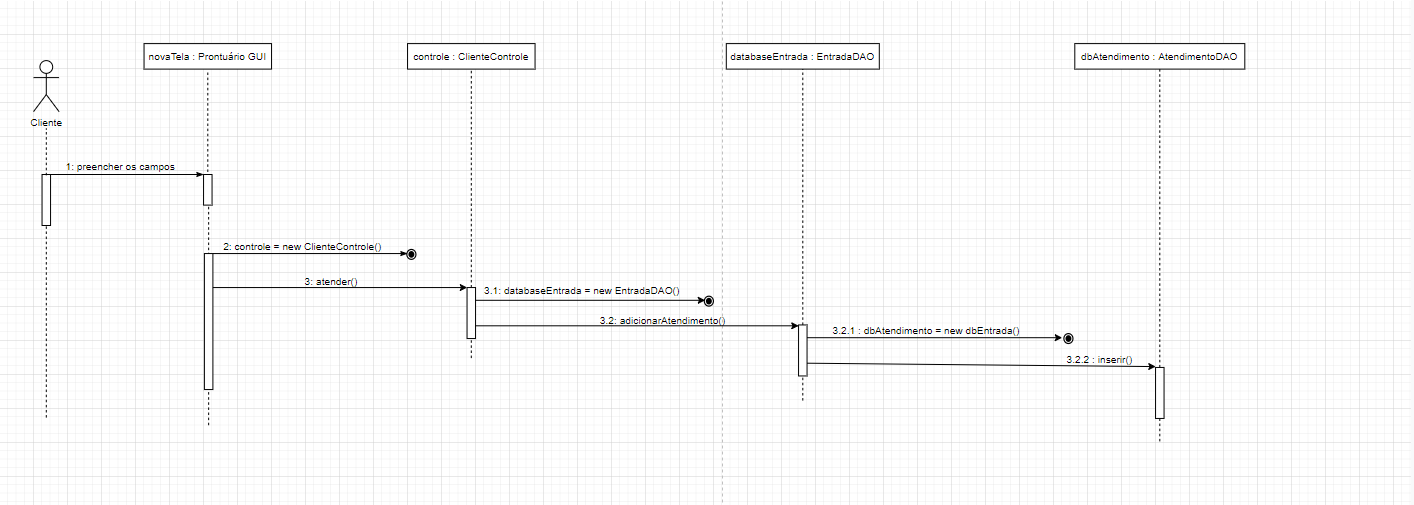 novaTela : Prontuário GUI
controle : ClienteControle
databaseEntrada : EntradaDAO
dbAtendimento : AtendimentoDAO
Cliente
1: preencher os campos
2: controle = new ClienteControle()
3: atender()
3.1: databaseEntrada = new EntradaDAO()
3.2: adicionarAtendimento()
3.2.1 : dbAtendimento = new dbEntrada()
3.2.2 : inserir()